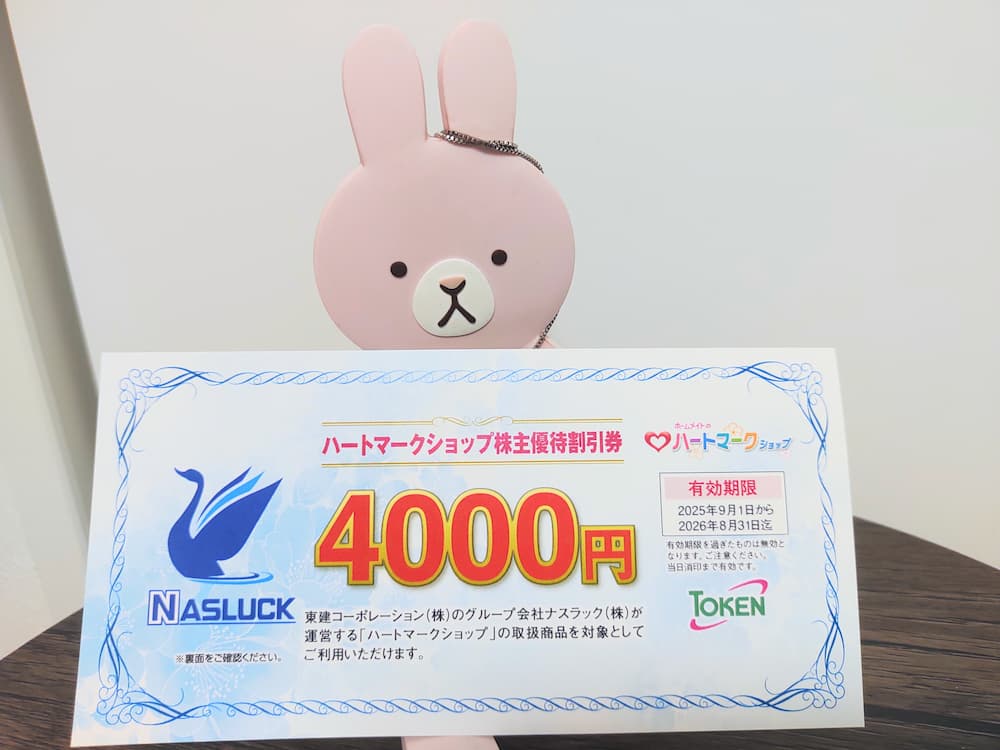 ハートマークショップ株主優待割引券
ホームメイトの
ハートマークショップ
4000円
有効期限
2025年9月1日から
2026年8月31日迄
有効期限を過ぎたものは無効と
なります。ご注意ください。
当日消印まで有効です。
NASLUCK
TOKEN
東建コーポレーション(株)のグループ会社ナスラック(株)が
運営する「ハートマークショップ」の取扱商品を対象として
ご利用いただけます。
※裏面をご確認ください。